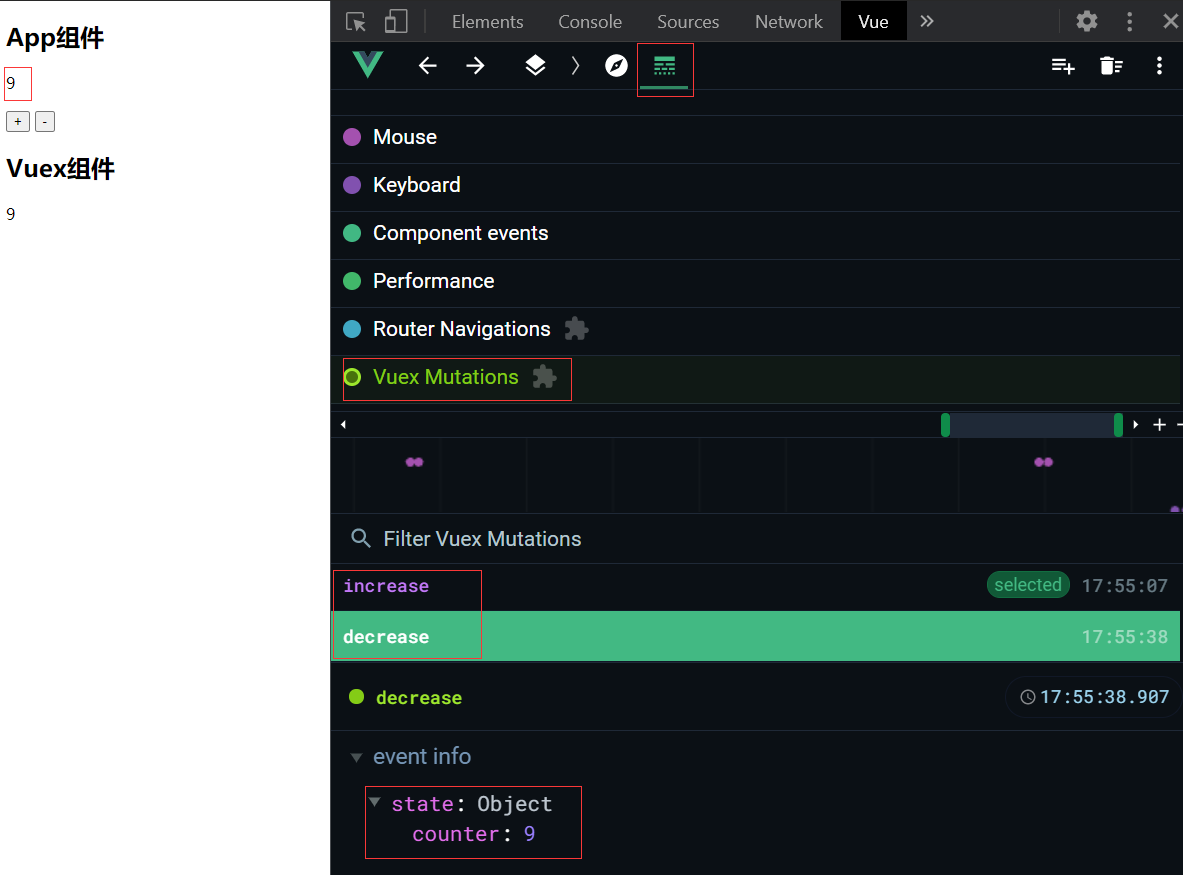 App组件
9
+ -
Vuex组件
9
Elements Console Sources Network Vue
Mouse
Keyboard
Component events
Performance
Router Navigations
Vuex Mutations
Filter Vuex Mutations
increase selected 17:55:07
decrease 17:55:38
decrease 17:55:38.907
event info
state: Object
counter: 9